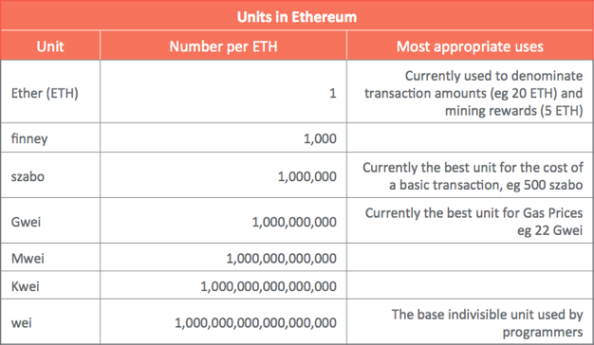 Units in Ethereum
Unit Number per ETH Most appropriate uses
Ether (ETH) 1 Currently used to denominate
transaction amounts (eg 20 ETH) and
mining rewards (5 ETH)
finney 1,000
szabo 1,000,000 Currently the best unit for the cost of
a basic transaction, eg 500 szabo
Gwei 1,000,000,000 Currently the best unit for Gas Prices
eg 22 Gwei
Mwei 1,000,000,000,000
Kwei 1,000,000,000,000,000
wei 1,000,000,000,000,000,000 The base indivisible unit used by
programmers